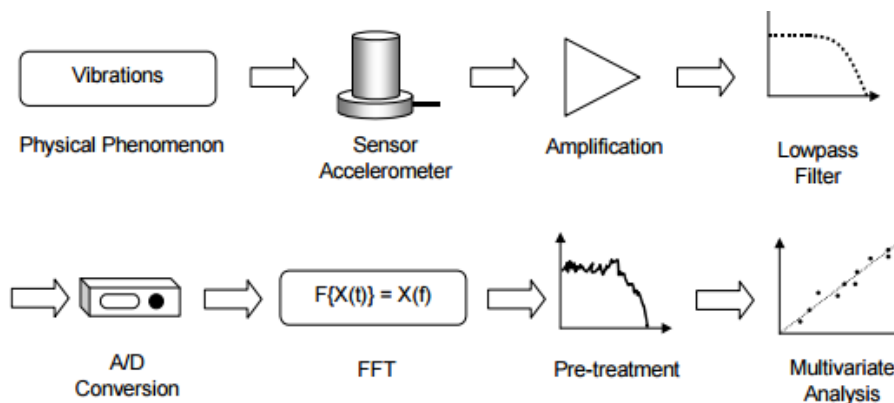 Vibrations
Physical Phenomenon
Sensor
Accelerometer
Amplification
Lowpass
Filter
F{X(t)} = X(f)
A/D
Conversion
FFT
Pre-treatment
Multivariate
Analysis